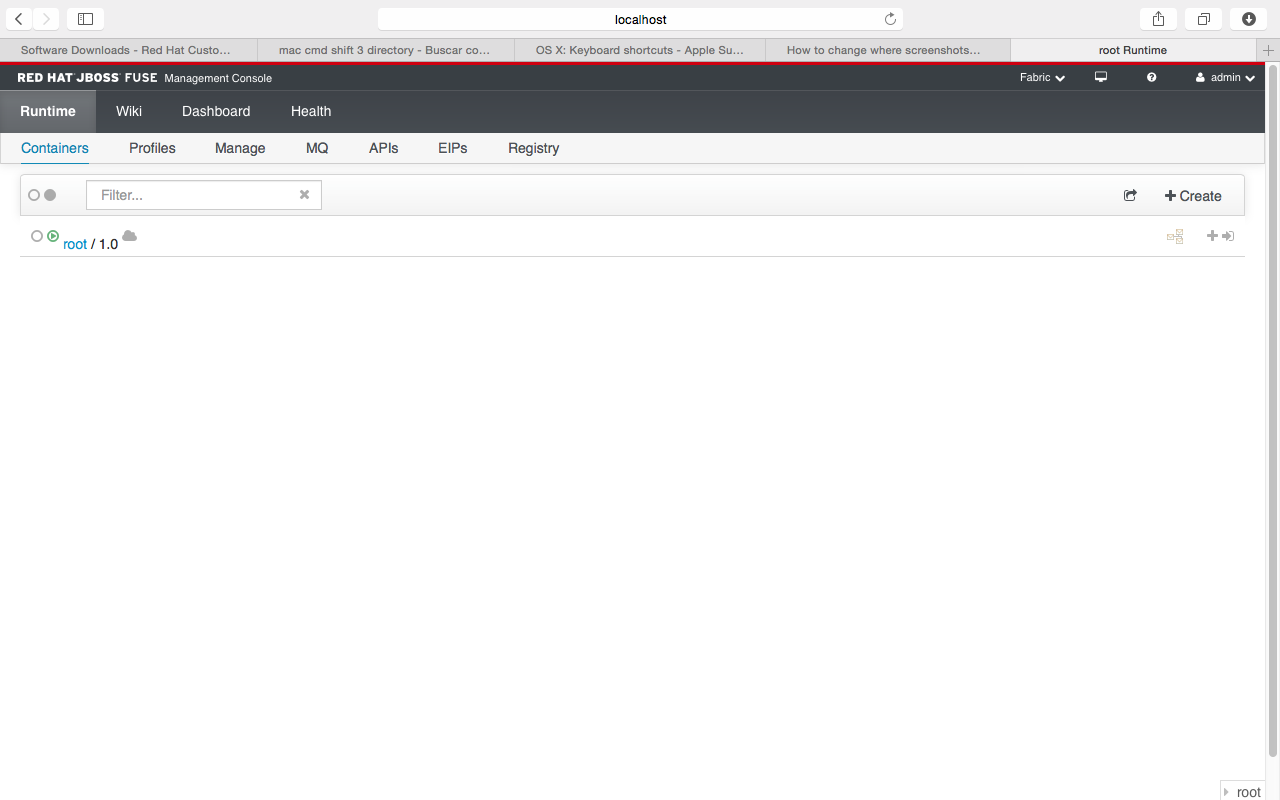 localhost
Software Downloads - Red Hat Custo…
mac cmd shift 3 directory - Buscar co…
OS X: Keyboard shortcuts - Apple Su…
How to change where screenshots…
root Runtime
RED HAT JBOSS FUSE Management Console
Fabric
admin
Runtime
Wiki
Dashboard
Health
Containers
Profiles
Manage
MQ
APIs
EIPs
Registry
Filter...
Create
root / 1.0
root